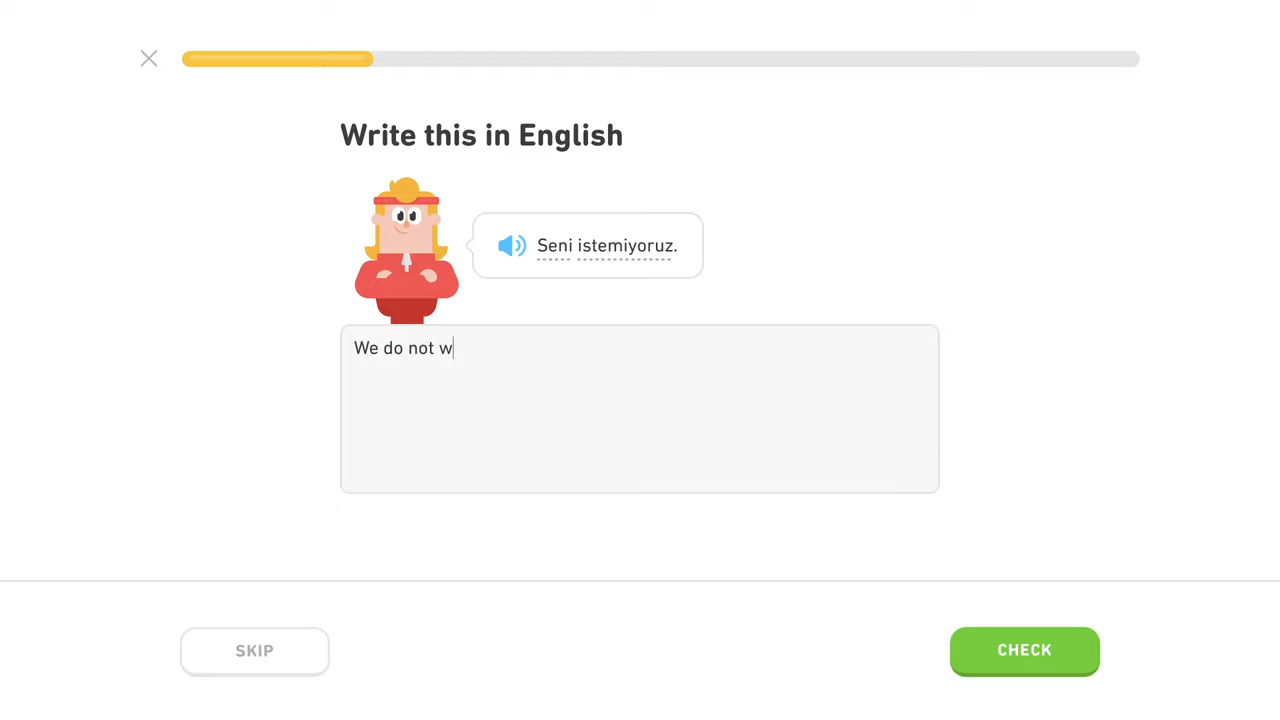 Write this in English
Seni istemiyoruz.
We do not w
SKIP
CHECK